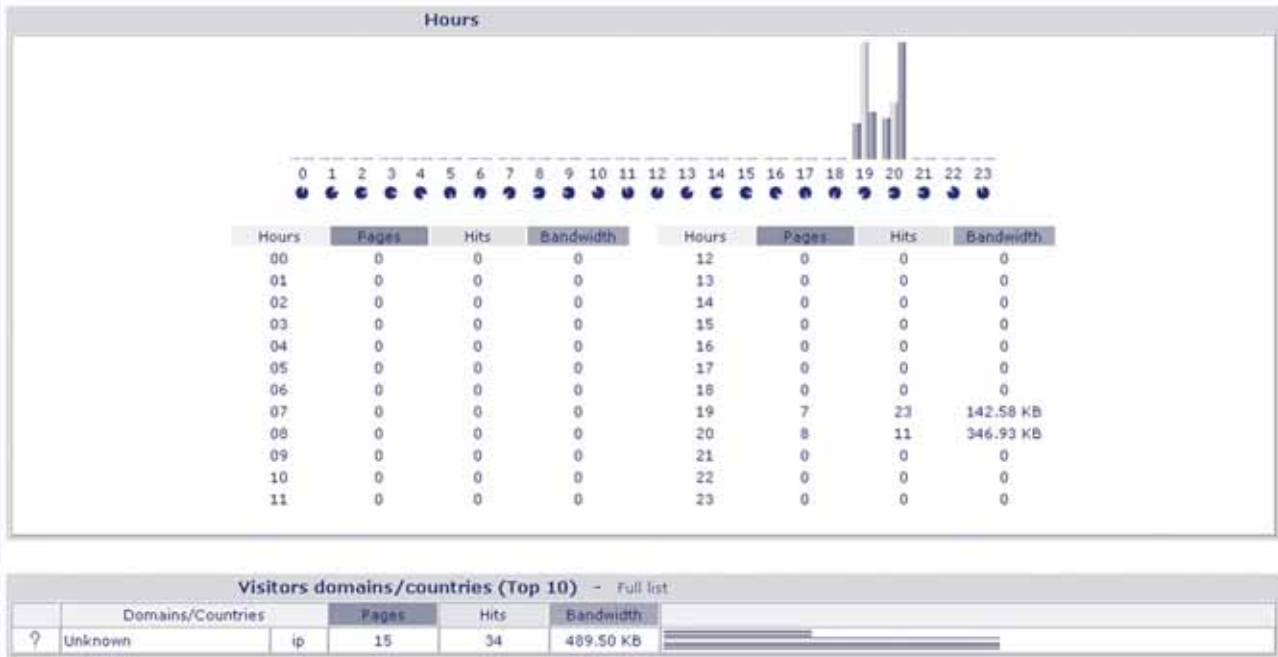 Hours
0 1 2 3 4 5 6 7 8 9 10 11 12 13 14 15 16 17 18 19 20 21 22 23
Hours Pages Hits Bandwidth Hours Pages Hits Bandwidth
00 0 0 0 12 0 0 0
01 0 0 0 13 0 0 0
02 0 0 0 14 0 0 0
03 0 0 0 15 0 0 0
04 0 0 0 16 0 0 0
05 0 0 0 17 0 0 0
06 0 0 0 18 0 0 0
07 0 0 0 19 7 23 142.58 KB
08 0 0 0 20 8 11 346.93 KB
09 0 0 0 21 0 0 0
10 0 0 0 22 0 0 0
11 0 0 0 23 0 0 0
Visitors domains/countries (Top 10) - Full list
Domains/Countries Pages Hits Bandwidth
? Unknown ip 15 34 489.50 KB